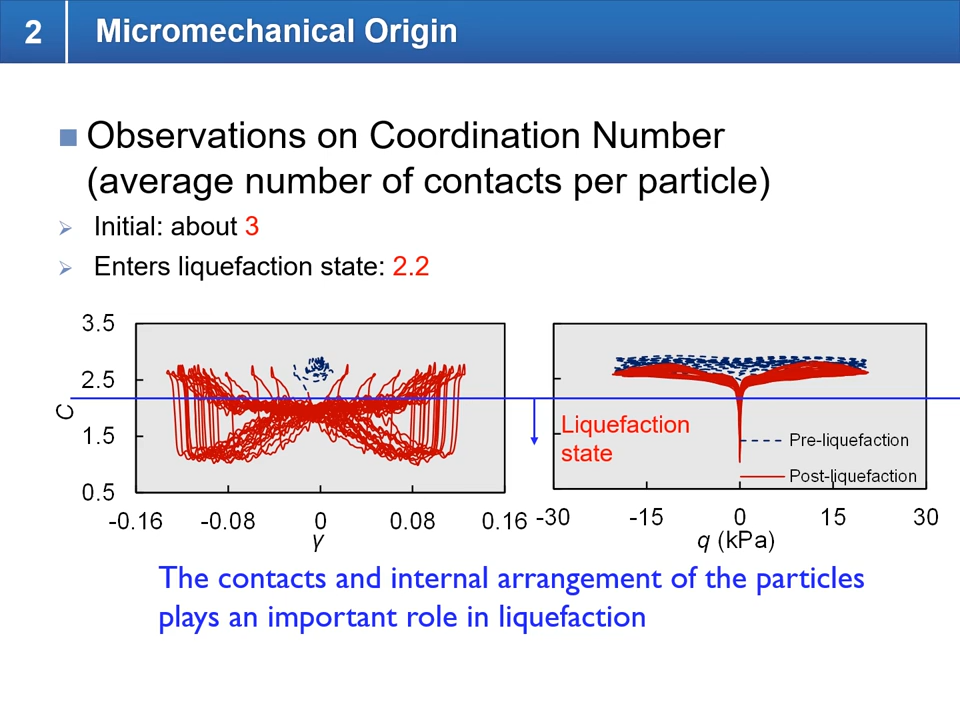 2
Micromechanical Origin
Observations on Coordination Number
(average number of contacts per particle)
Initial: about 3
Enters liquefaction state: 2.2
3.5
2.5
1.5
0.5
C
-0.16 -0.08 0 0.08 0.16
γ
Liquefaction
state
Pre-liquefaction
Post-liquefaction
-30 -15 0 15 30
q (kPa)
The contacts and internal arrangement of the particles
plays an important role in liquefaction